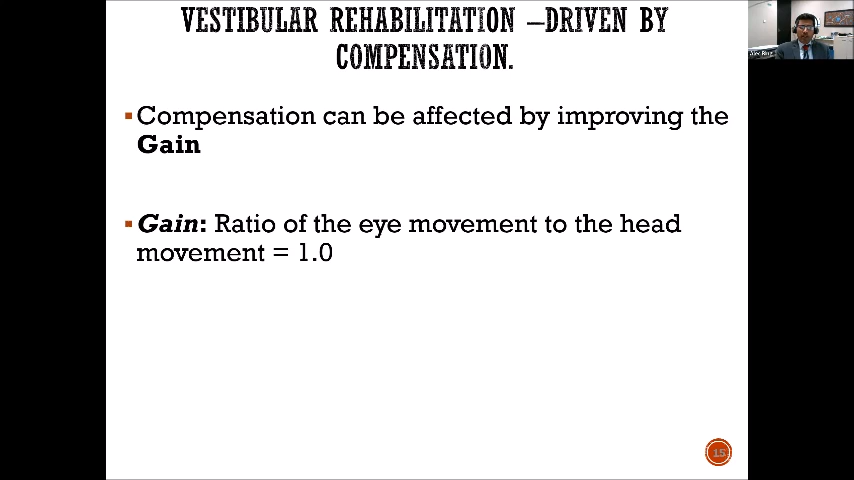 VESTIBULAR REHABILITATION –DRIVEN BY
COMPENSATION.
Compensation can be affected by improving the
Gain
Gain: Ratio of the eye movement to the head
movement = 1.0
15